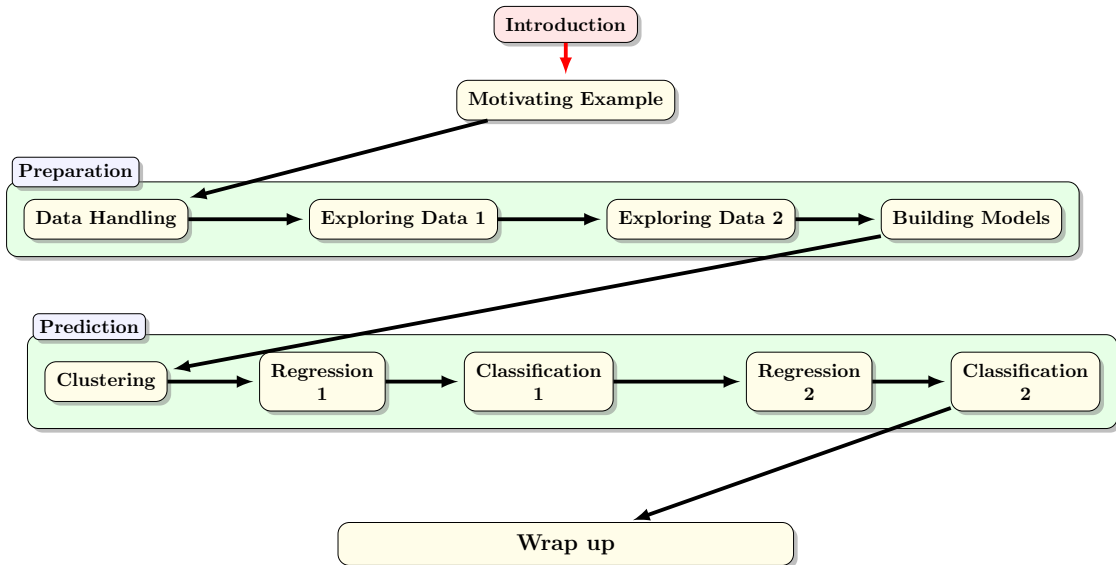 Introduction
Motivating Example
Preparation
Data Handling
Exploring Data 1
Exploring Data 2
Building Models
Prediction
Clustering
Regression
1
Classification
1
Regression
2
Classification
2
Wrap up